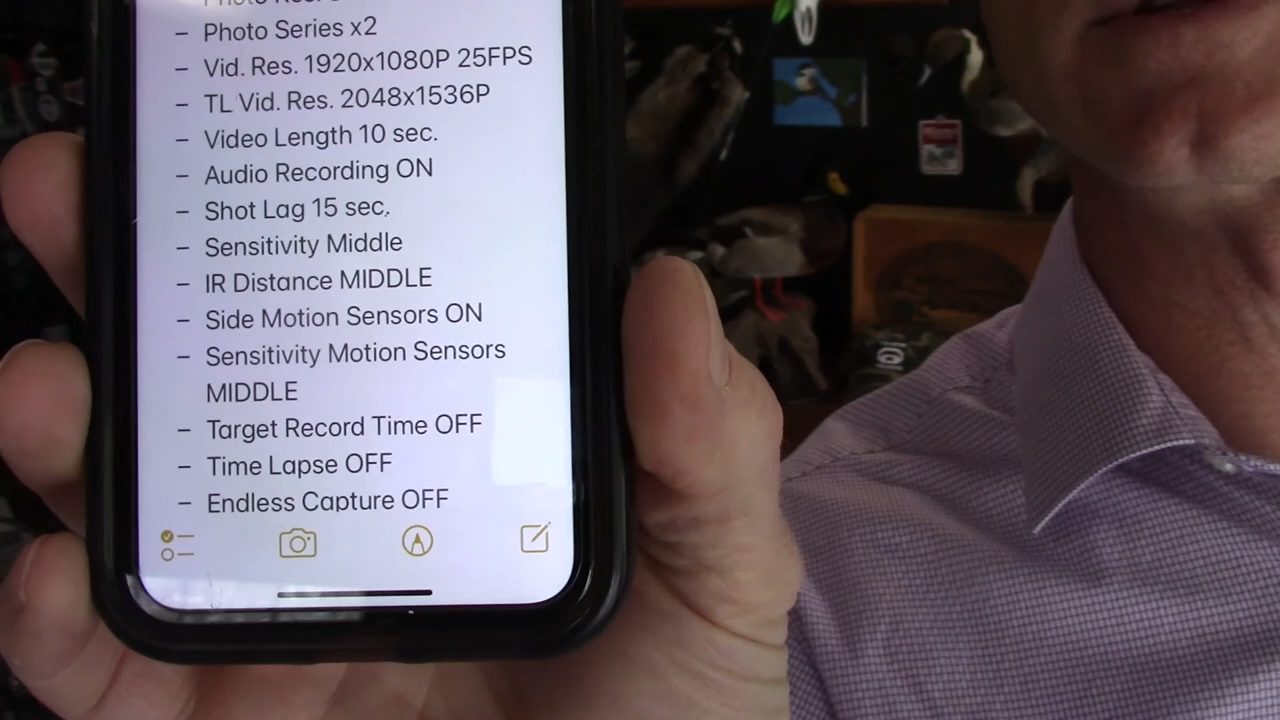 – Photo Series x2
– Vid. Res. 1920x1080P 25FPS
– TL Vid. Res. 2048x1536P
– Video Length 10 sec.
– Audio Recording ON
– Shot Lag 15 sec.
– Sensitivity Middle
– IR Distance MIDDLE
– Side Motion Sensors ON
– Sensitivity Motion Sensors
MIDDLE
– Target Record Time OFF
– Time Lapse OFF
– Endless Capture OFF